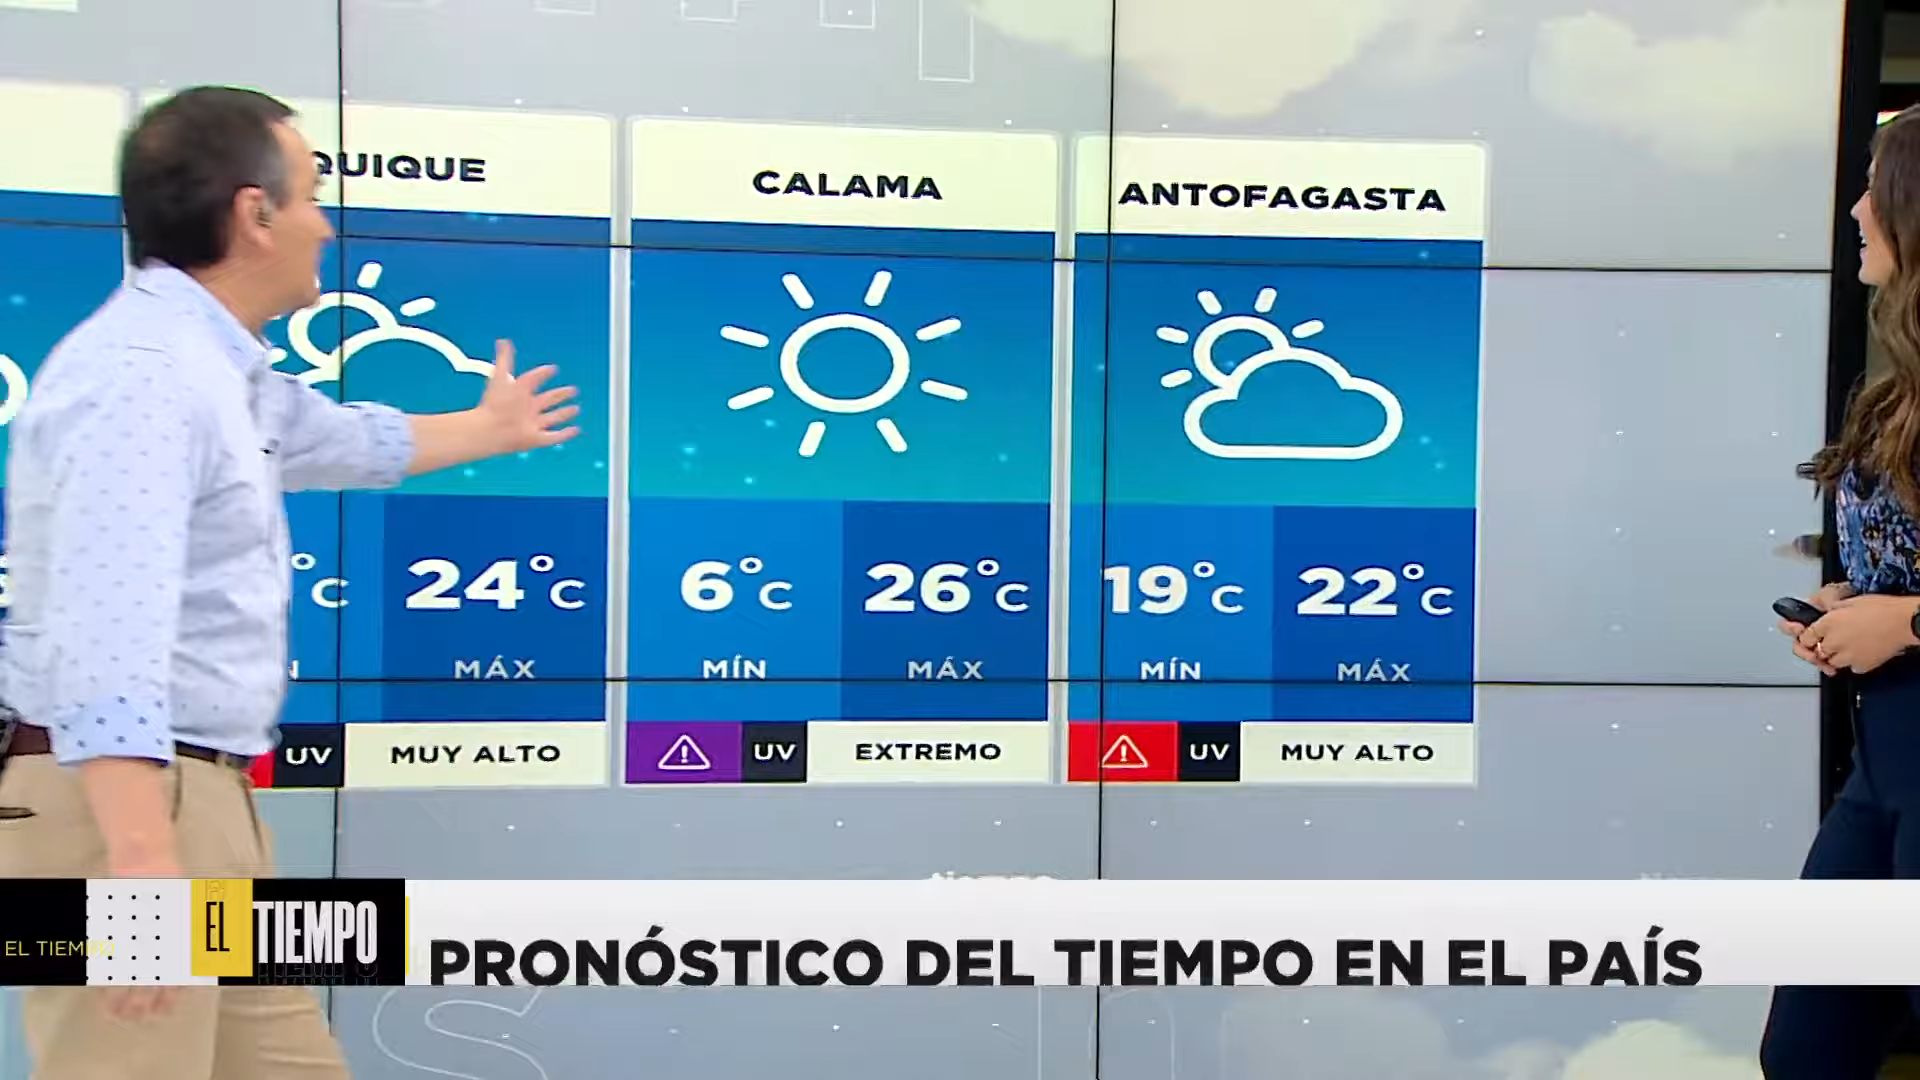 QUIQUE
CALAMA
ANTOFAGASTA
°C
24°C
6°C
26°C
19°C
22°C
MÁX
MÍN
MÁX
MÍN
MÁX
UV
MUY ALTO
UV
EXTREMO
UV
MUY ALTO
EL TIEMPO
EL TIEMPO
PRONÓSTICO DEL TIEMPO EN EL PAÍS